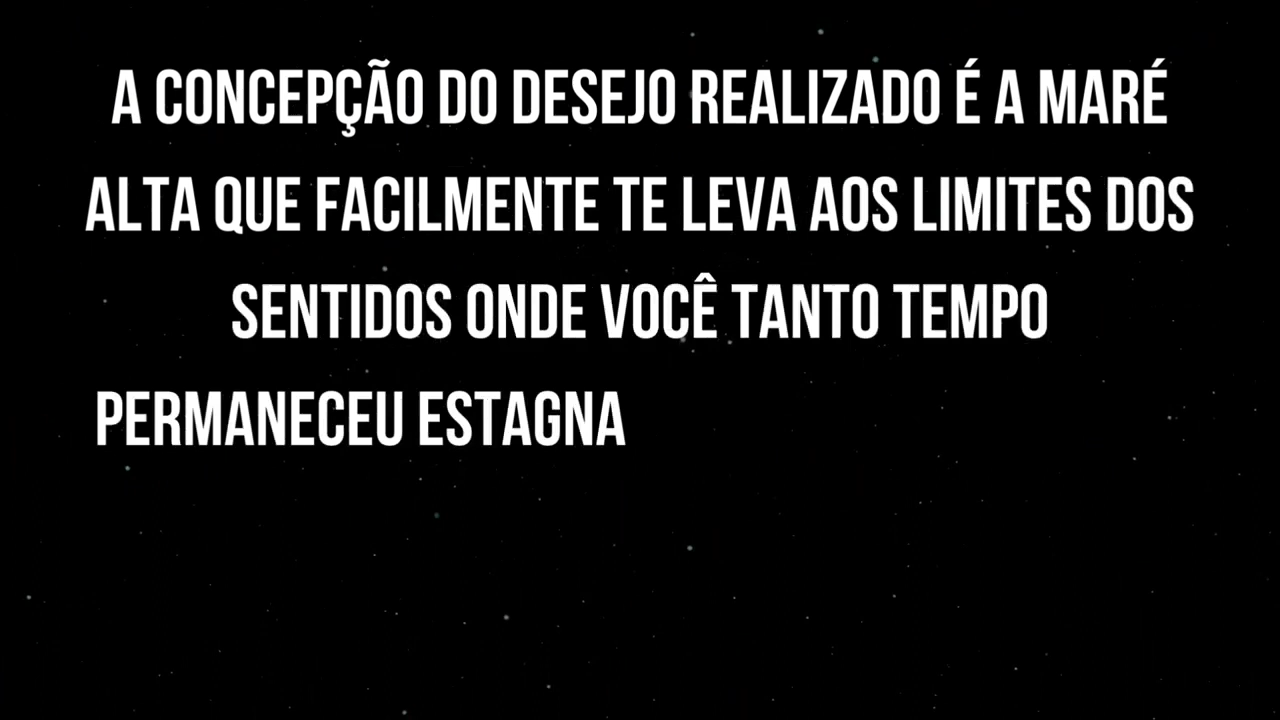 A CONCEPÇÃO DO DESEJO REALIZADO É A MARÉ
ALTA QUE FACILMENTE TE LEVA AOS LIMITES DOS
SENTIDOS ONDE VOCÊ TANTO TEMPO
PERMANECEU ESTAGNA